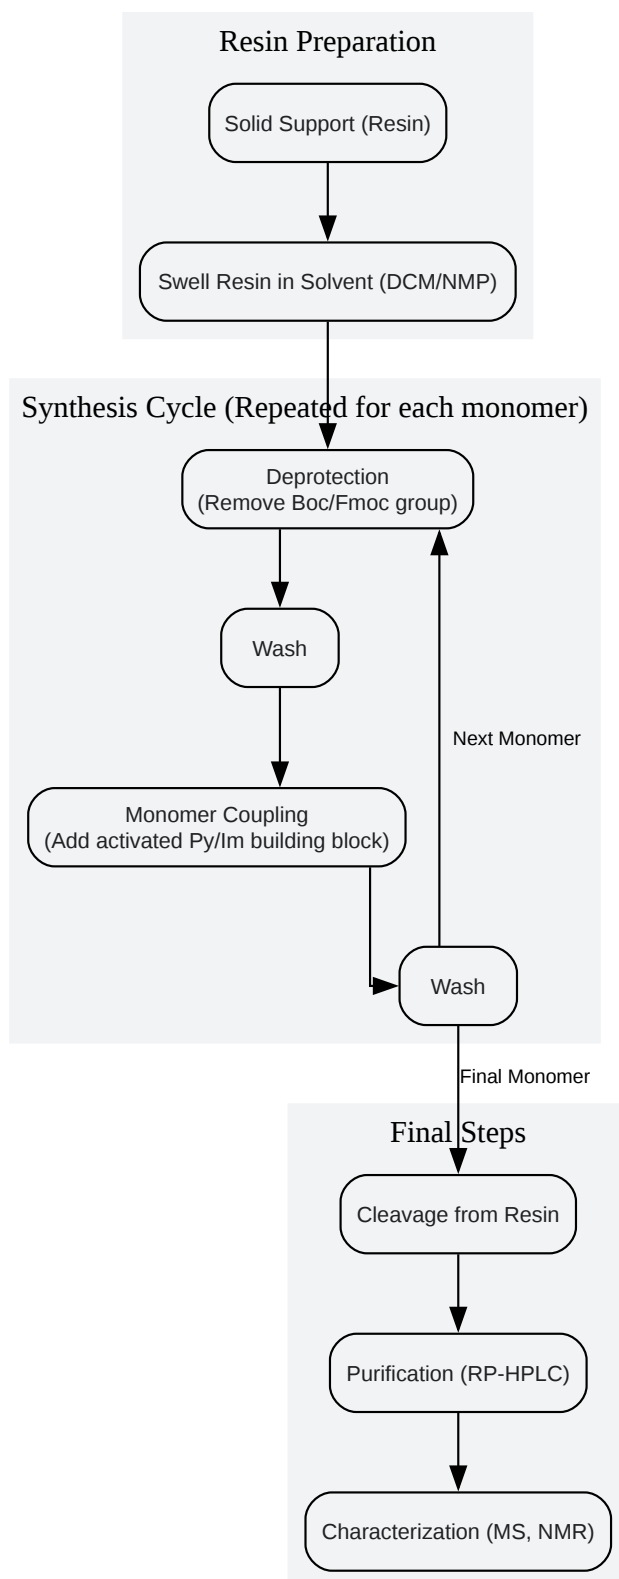 Resin Preparation
Solid Support (Resin)
Swell Resin in Solvent (DCM/NMP)
Synthesis Cycle (Repeated for each monomer)
Deprotection
(Remove Boc/Fmoc group)
Wash
Next Monomer
Monomer Coupling
(Add activated Py/Im building block)
Wash
Final Monomer
Final Steps
Cleavage from Resin
Purification (RP-HPLC)
Characterization (MS, NMR)